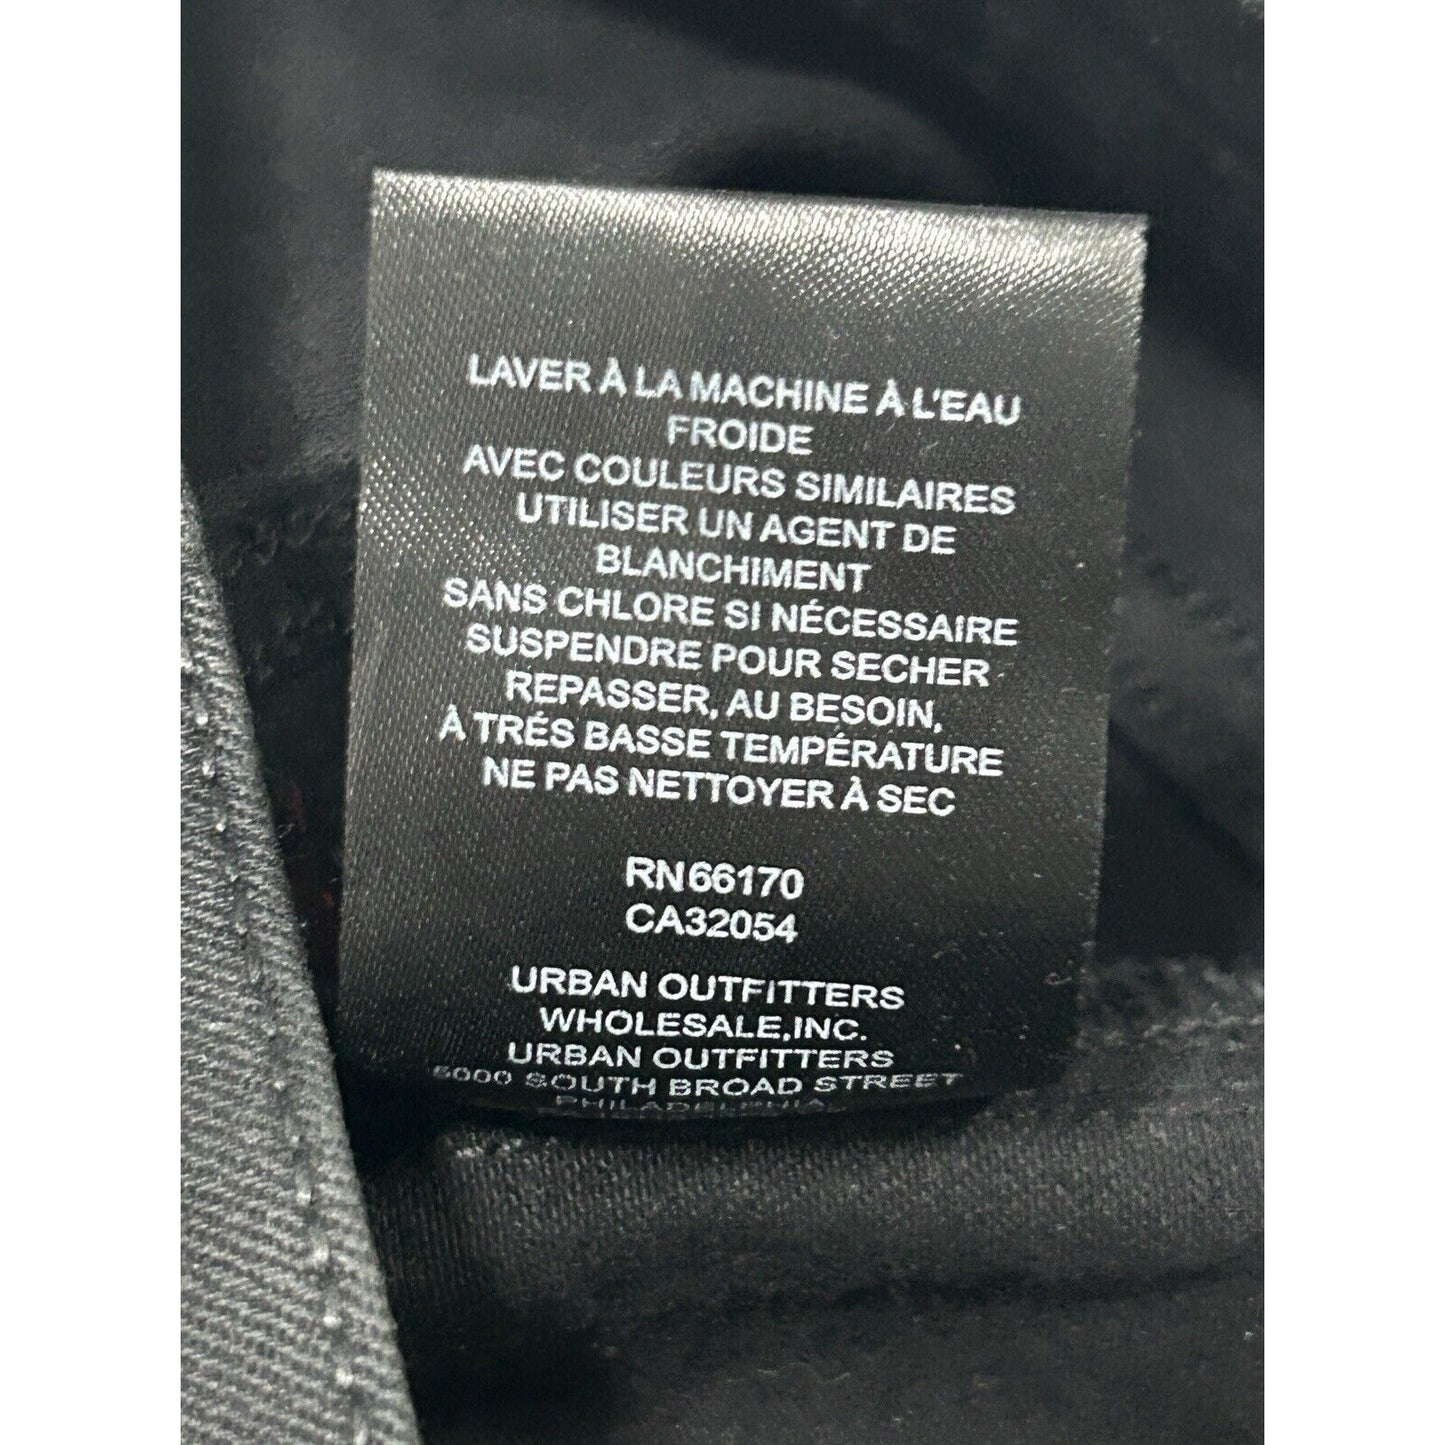 LAVER À LA MACHINE À L'EAU
FROIDE
AVEC COULEURS SIMILAIRES
UTILISER UN AGENT DE
BLANCHIMENT
SANS CHLORE SI NÉCESSAIRE
SUSPENDRE POUR SECHER
REPASSER, AU BESOIN,
À TRÉS BASSE TEMPÉRATURE
NE PAS NETTOYER À SEC
RN66170
CA32054
URBAN OUTFITTERS
WHOLESALE,INC.
URBAN OUTFITTERS
5000 SOUTH BROAD STREET
PHILADELPHIA